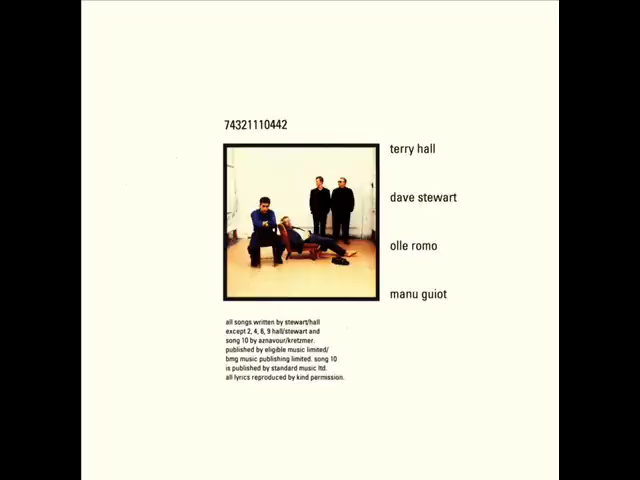 74321110442
terry hall
dave stewart
olle romo
manu guiot
all songs written by stewart/hall
except 2, 4, 8, 9 hall/stewart and
song 10 by aznavour/kretzmer.
published by eligible music limited/
bmg music publishing limited. song 10
is published by standard music ltd.
all lyrics reproduced by kind permission.